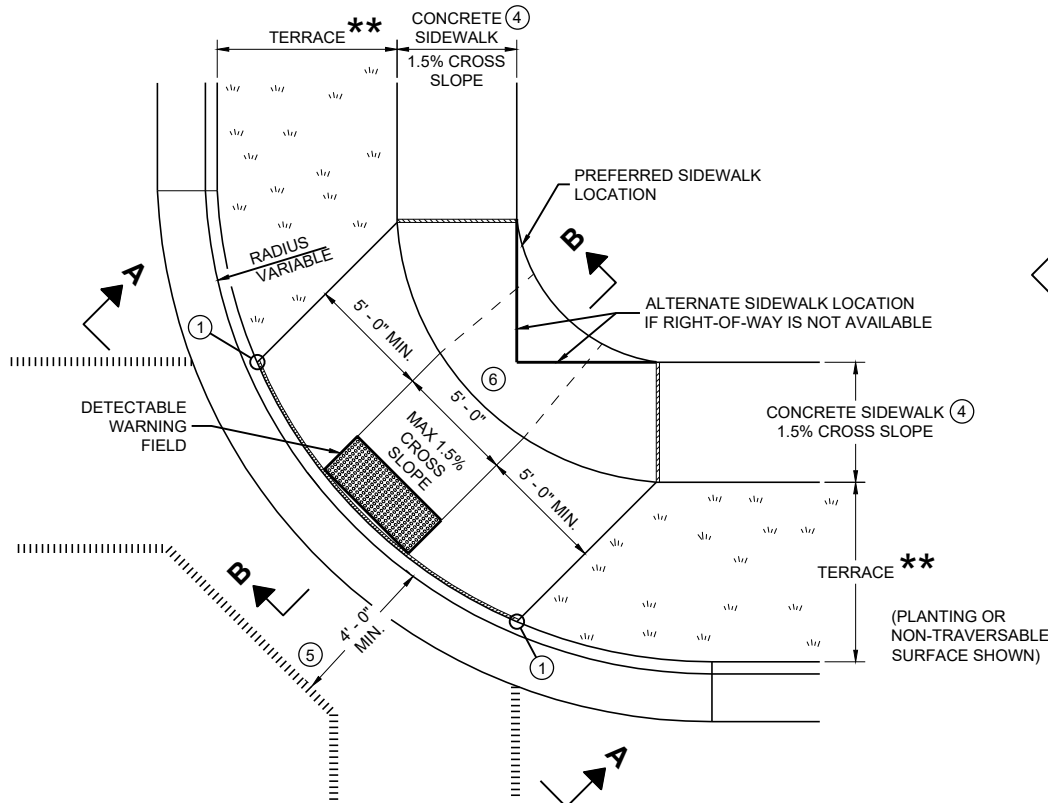 TERRACE **
CONCRETE ④
SIDEWALK
1.5% CROSS
SLOPE
PREFERRED SIDEWALK
LOCATION
B
RADIUS
VARIABLE
A
ALTERNATE SIDEWALK LOCATION
IF RIGHT-OF-WAY IS NOT AVAILABLE
5' - 0" MIN.
①
⑥
5' - 0"
DETECTABLE
WARNING
FIELD
MAX 1.5%
CROSS
SLOPE
CONCRETE SIDEWALK ④
1.5% CROSS SLOPE
5' - 0" MIN.
B
TERRACE **
4' - 0"
MIN.
(PLANTING OR
NON-TRAVERSABLE
SURFACE SHOWN)
⑤
①
A